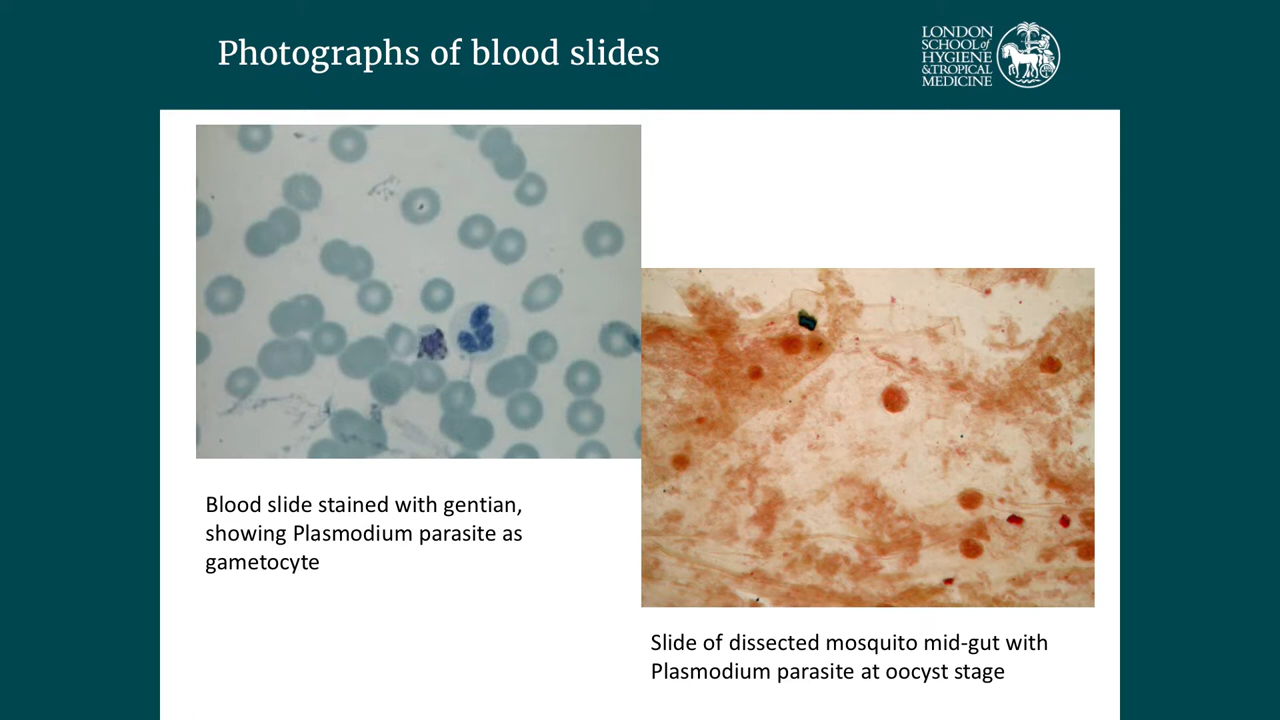 Photographs of blood slides
LONDON
SCHOOL of
HYGIENE
& TROPICAL
MEDICINE
Blood slide stained with gentian,
showing Plasmodium parasite as
gametocyte
Slide of dissected mosquito mid-gut with
Plasmodium parasite at oocyst stage